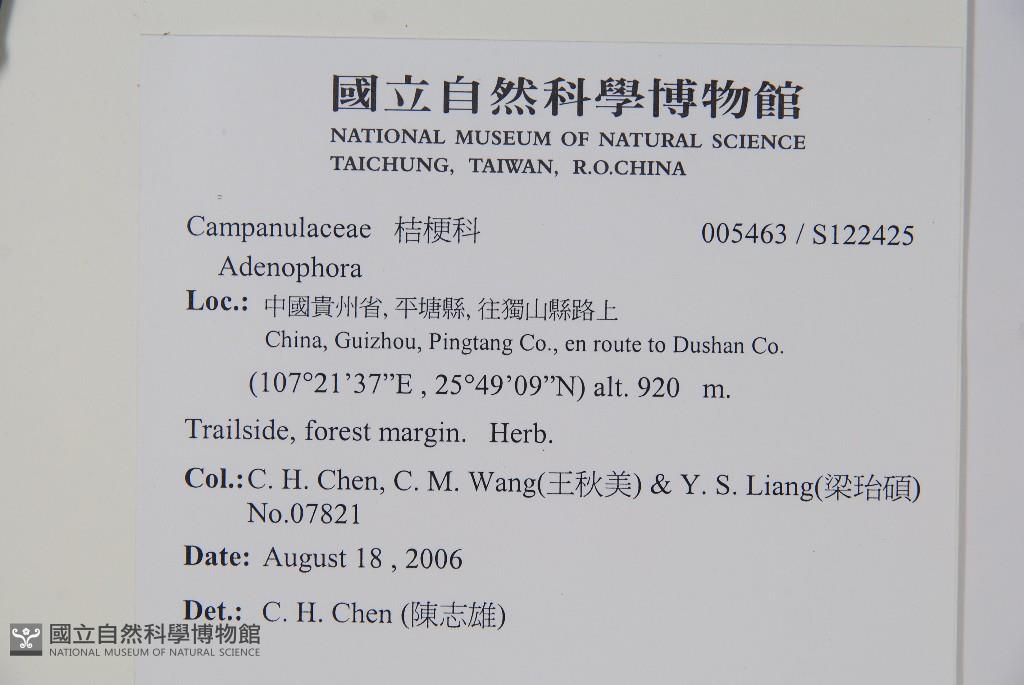 國立自然科學博物館
NATIONAL MUSEUM OF NATURAL SCIENCE
TAICHUNG, TAIWAN, R.O.CHINA
Campanulaceae 桔梗科 005463 / S122425
Adenophora
Loc.: 中國貴州省, 平塘縣, 往獨山縣路上
China, Guizhou, Pingtang Co., en route to Dushan Co.
(107°21’37”E , 25°49’09”N) alt. 920 m.
Trailside, forest margin. Herb.
Col.: C. H. Chen, C. M. Wang(王秋美) & Y. S. Liang(梁珆碩)
No.07821
Date: August 18 , 2006
Det.: C. H. Chen (陳志雄)
國立自然科學博物館
NATIONAL MUSEUM OF NATURAL SCIENCE